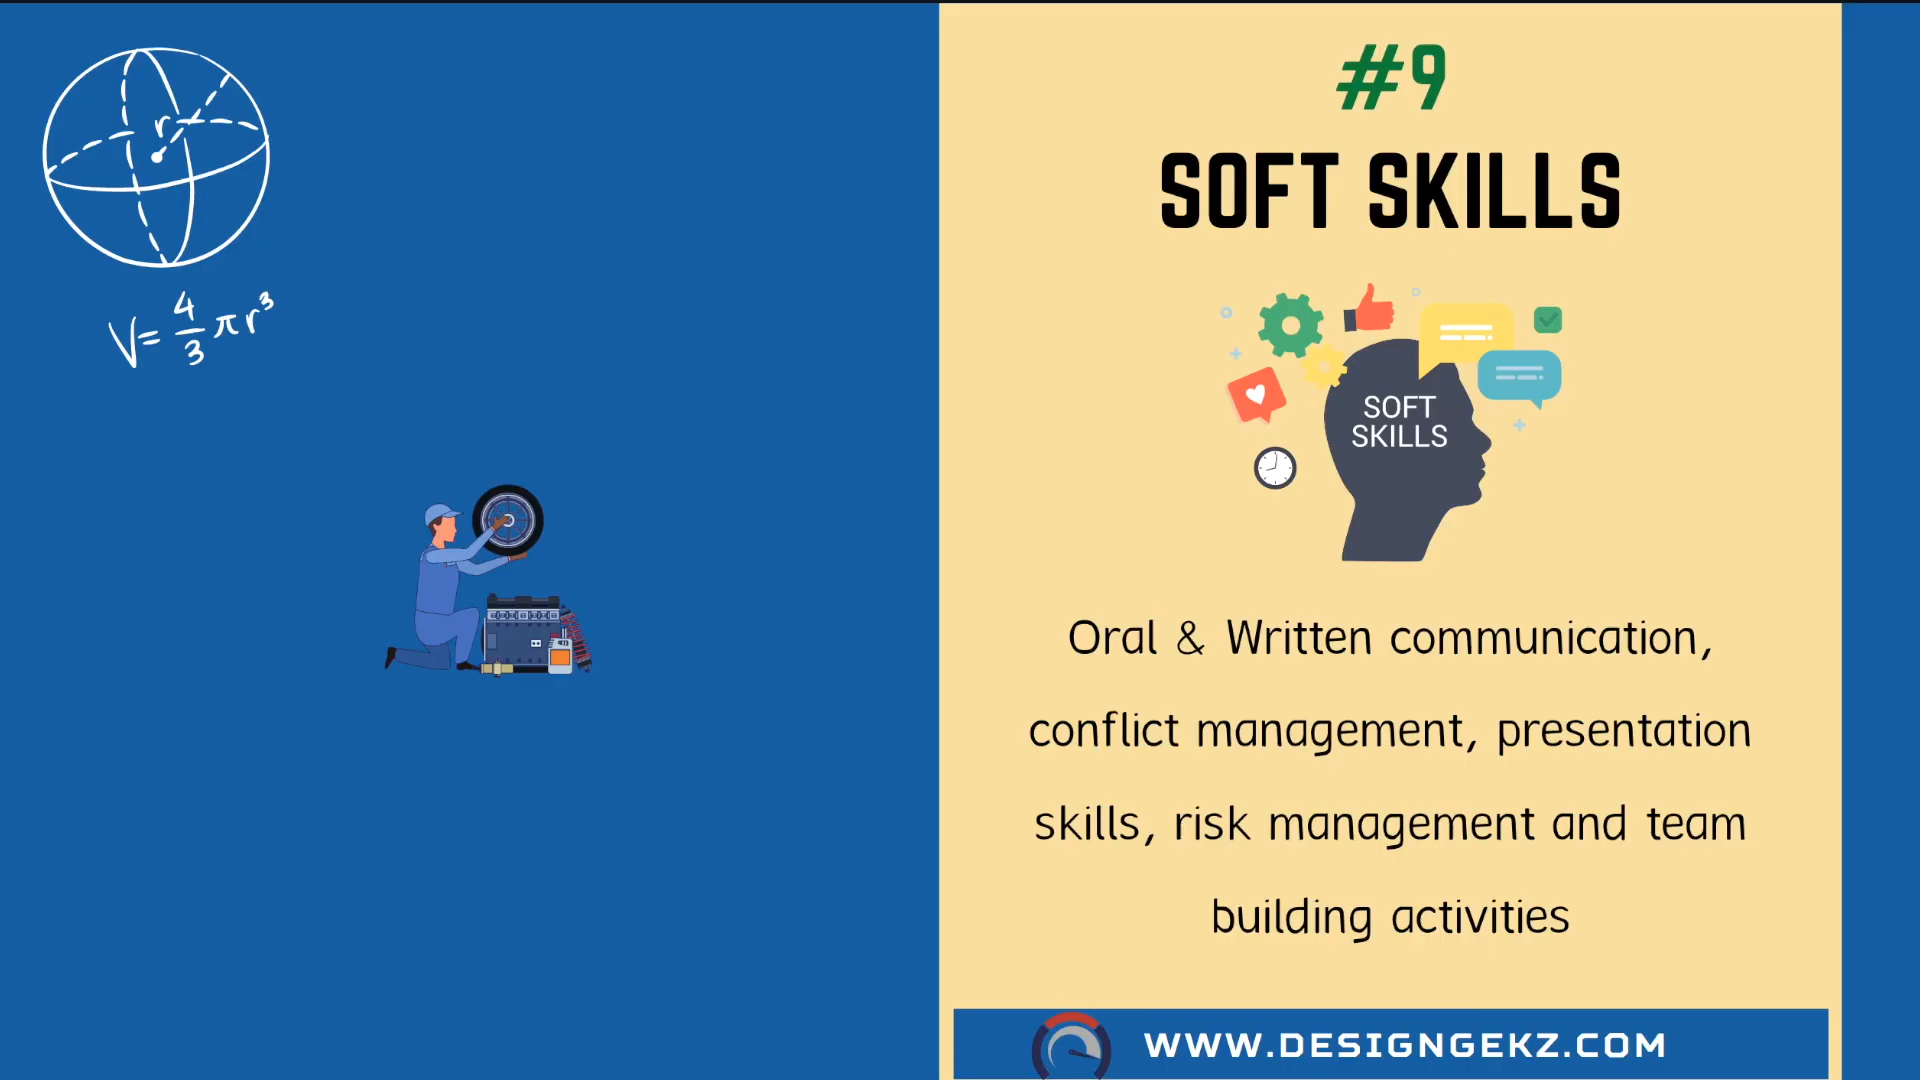 r
V = 4/3 πr³
#9
SOFT SKILLS
SOFT
SKILLS
Oral & Written communication,
conflict management, presentation
skills, risk management and team
building activities
WWW.DESIGNGEKZ.COM